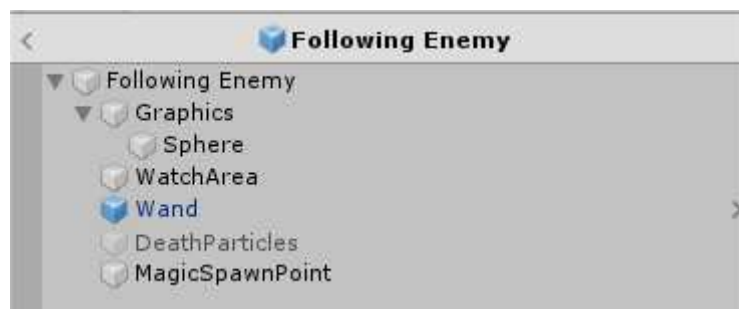 Following Enemy
Following Enemy
Graphics
Sphere
WatchArea
Wand
DeathParticles
MagicSpawnPoint